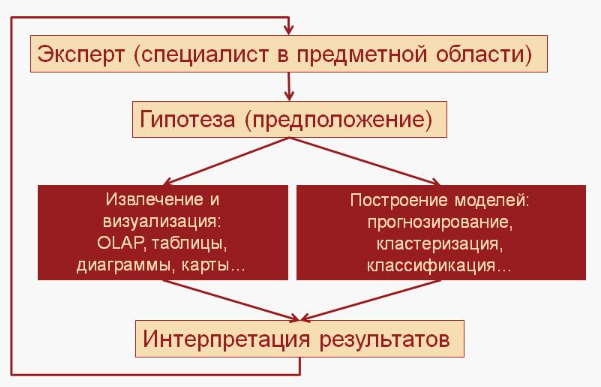 Эксперт (специалист в предметной области)
Гипотеза (предположение)
Извлечение и
визуализация:
OLAP, таблицы,
диаграммы, карты...
Построение моделей:
прогнозирование,
кластеризация,
классификация...
Интерпретация результатов